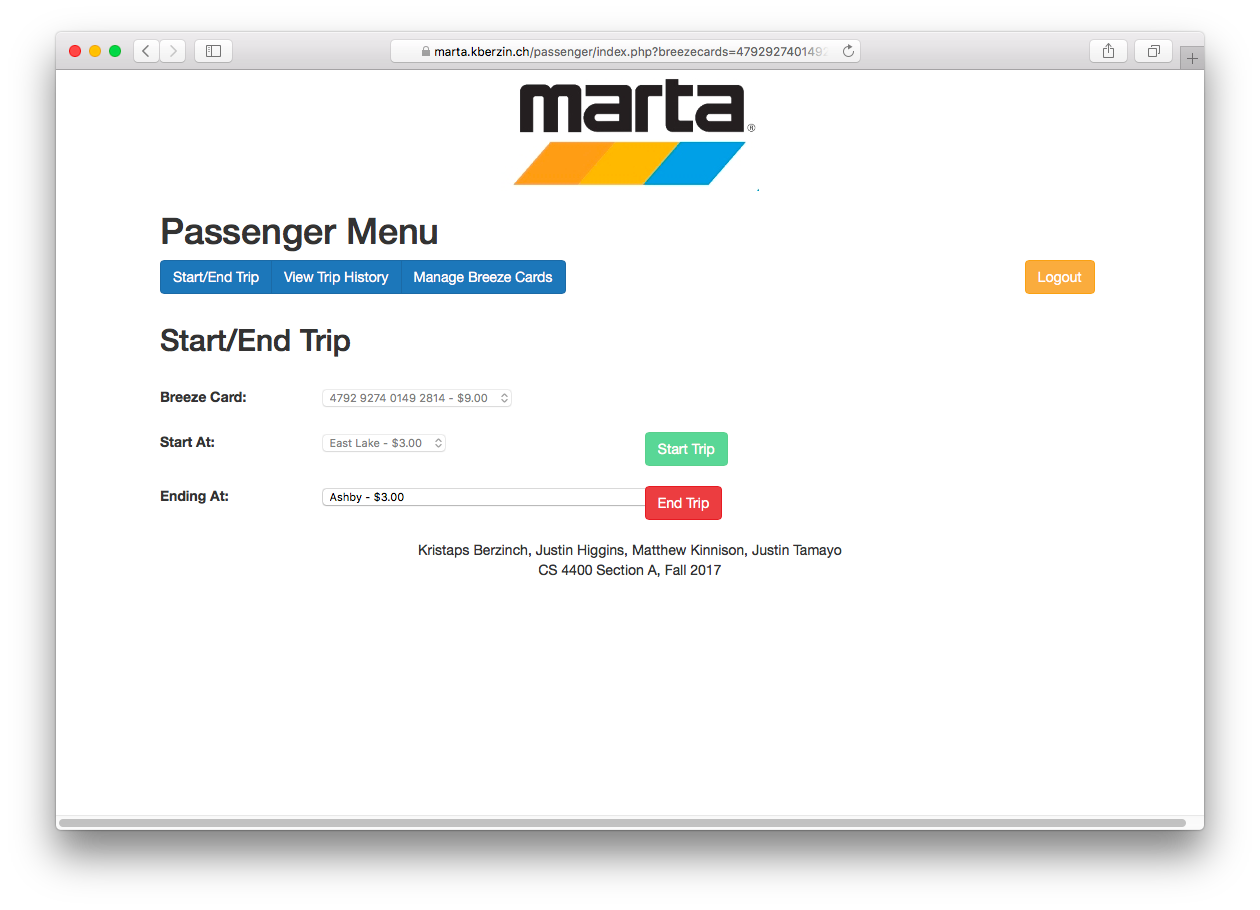 marta.kberzin.ch/passenger/index.php?breezecards=479292740149
marta®
Passenger Menu
Start/End Trip View Trip History Manage Breeze Cards Logout
Start/End Trip
Breeze Card: 4792 9274 0149 2814 - $9.00
Start At: East Lake - $3.00 Start Trip
Ending At: Ashby - $3.00 End Trip
Kristaps Berzinch, Justin Higgins, Matthew Kinnison, Justin Tamayo
CS 4400 Section A, Fall 2017